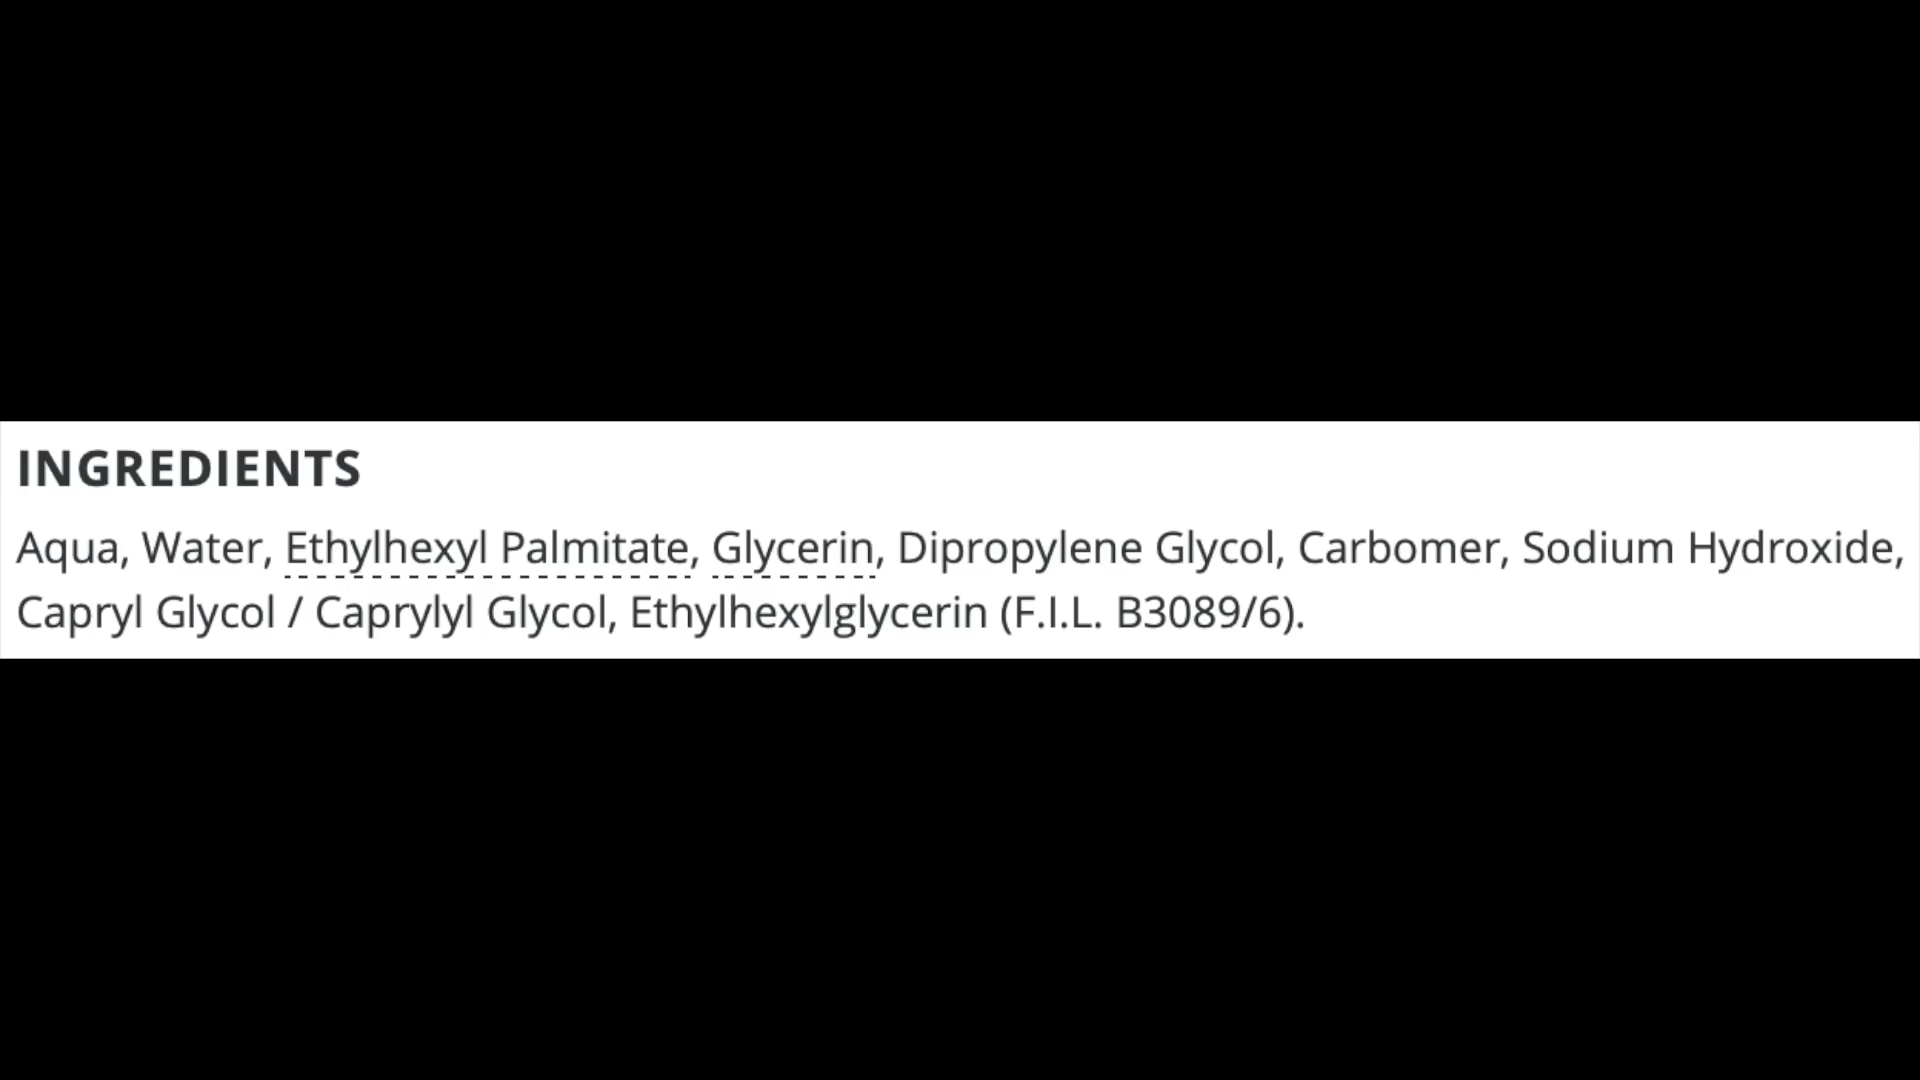 INGREDIENTS
Aqua, Water, Ethylhexyl Palmitate, Glycerin, Dipropylene Glycol, Carbomer, Sodium Hydroxide,
Capryl Glycol / Caprylyl Glycol, Ethylhexylglycerin (F.I.L. B3089/6).